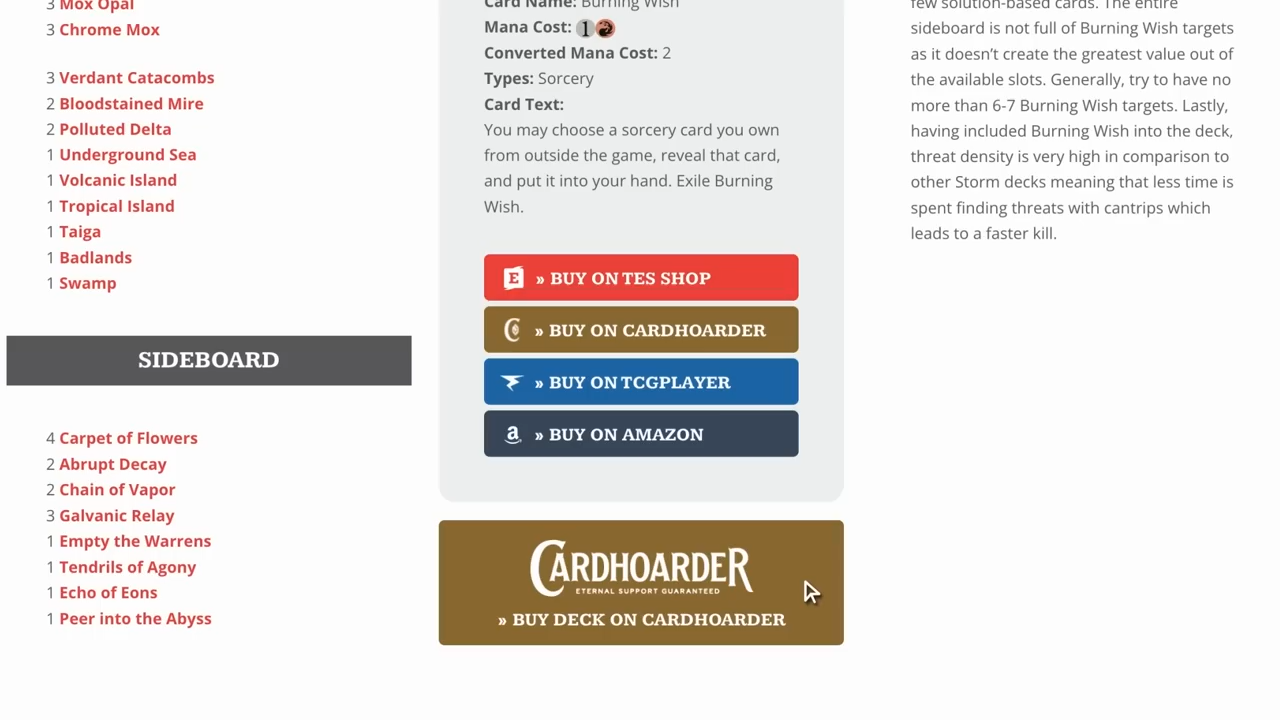 3 Mox Opal
3 Chrome Mox
3 Verdant Catacombs
2 Bloodstained Mire
2 Polluted Delta
1 Underground Sea
1 Volcanic Island
1 Tropical Island
1 Taiga
1 Badlands
1 Swamp
SIDEBOARD
4 Carpet of Flowers
2 Abrupt Decay
2 Chain of Vapor
3 Galvanic Relay
1 Empty the Warrens
1 Tendrils of Agony
1 Echo of Eons
1 Peer into the Abyss
Card Name: Burning Wish
Mana Cost: 1
Converted Mana Cost: 2
Types: Sorcery
Card Text:
You may choose a sorcery card you own
from outside the game, reveal that card,
and put it into your hand. Exile Burning
Wish.
E » BUY ON TES SHOP
C » BUY ON CARDHOARDER
» BUY ON TCGPLAYER
a » BUY ON AMAZON
CARDHOARDER
ETERNAL SUPPORT GUARANTEED
» BUY DECK ON CARDHOARDER
few solution-based cards. The entire
sideboard is not full of Burning Wish targets
as it doesn’t create the greatest value out of
the available slots. Generally, try to have no
more than 6-7 Burning Wish targets. Lastly,
having included Burning Wish into the deck,
threat density is very high in comparison to
other Storm decks meaning that less time is
spent finding threats with cantrips which
leads to a faster kill.